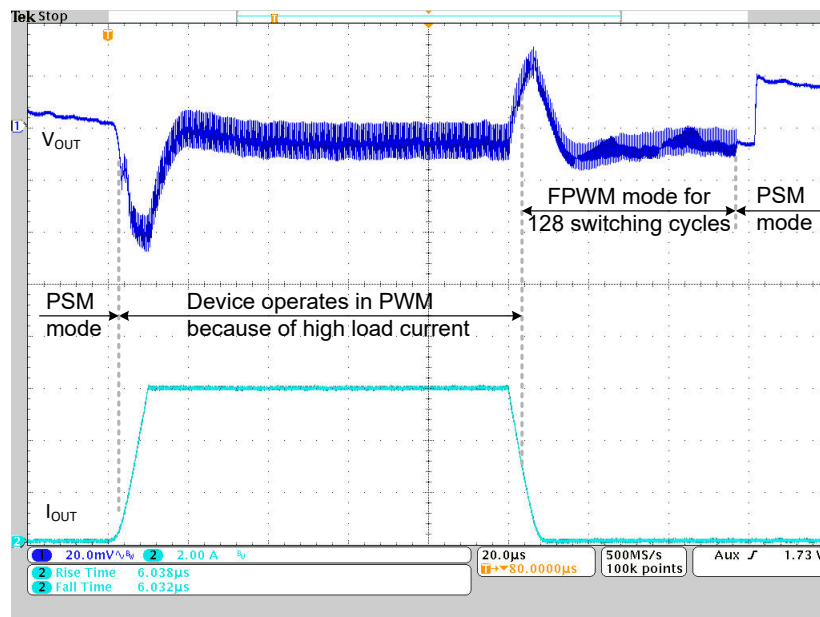 Tek Stop
T
T
1
VOUT
FPWM mode for
128 switching cycles
PSM
mode
PSM
mode
Device operates in PWM
because of high load current
IOUT
2
1 20.0mV∿BW 2 2.00 A BW
20.0µs
T→▼80.0000µs
500MS/s
100k points
Aux ʃ 1.73 V
2 Rise Time 6.038µs
2 Fall Time 6.032µs